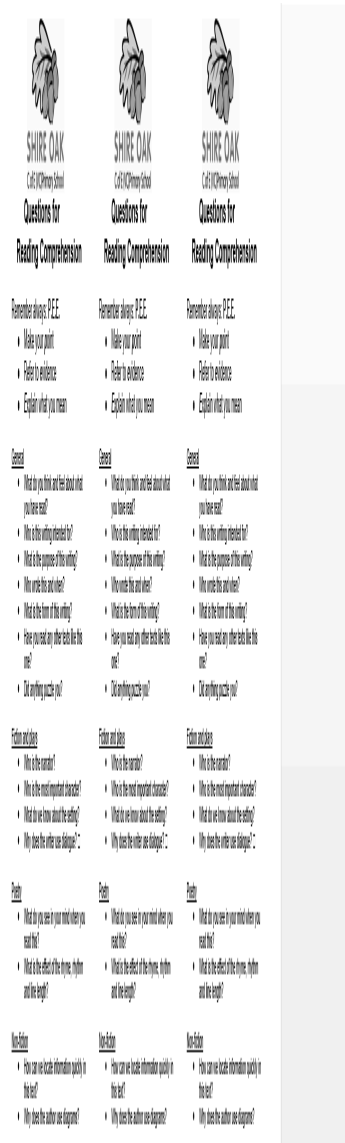 SHIRE OAK
C of E (VC) Primary School
Questions for
Reading Comprehension
Remember always: P.E.E.
• Make your point
• Refer to evidence
• Explain what you mean
General
• What do you think and feel about what
you have read?
• Who is this writing intended for?
• What is the purpose of this writing?
• Who wrote this and when?
• What is the form of this writing?
• Have you read any other texts like this
one?
• Did anything puzzle you?
Fiction and plays
• Who is the narrator?
• Who is the most important character?
• What do we know about the setting?
• Why does the writer use dialogue?
Poetry
• What do you see in your mind when you
read this?
• What is the effect of the rhyme, rhythm
and line length?
Non-fiction
• How can we locate information quickly in
this text?
• Why does the author use diagrams?
SHIRE OAK
C of E (VC) Primary School
Questions for
Reading Comprehension
Remember always: P.E.E.
• Make your point
• Refer to evidence
• Explain what you mean
General
• What do you think and feel about what
you have read?
• Who is this writing intended for?
• What is the purpose of this writing?
• Who wrote this and when?
• What is the form of this writing?
• Have you read any other texts like this
one?
• Did anything puzzle you?
Fiction and plays
• Who is the narrator?
• Who is the most important character?
• What do we know about the setting?
• Why does the writer use dialogue?
Poetry
• What do you see in your mind when you
read this?
• What is the effect of the rhyme, rhythm
and line length?
Non-fiction
• How can we locate information quickly in
this text?
• Why does the author use diagrams?
SHIRE OAK
C of E (VC) Primary School
Questions for
Reading Comprehension
Remember always: P.E.E.
• Make your point
• Refer to evidence
• Explain what you mean
General
• What do you think and feel about what
you have read?
• Who is this writing intended for?
• What is the purpose of this writing?
• Who wrote this and when?
• What is the form of this writing?
• Have you read any other texts like this
one?
• Did anything puzzle you?
Fiction and plays
• Who is the narrator?
• Who is the most important character?
• What do we know about the setting?
• Why does the writer use dialogue?
Poetry
• What do you see in your mind when you
read this?
• What is the effect of the rhyme, rhythm
and line length?
Non-fiction
• How can we locate information quickly in
this text?
• Why does the author use diagrams?